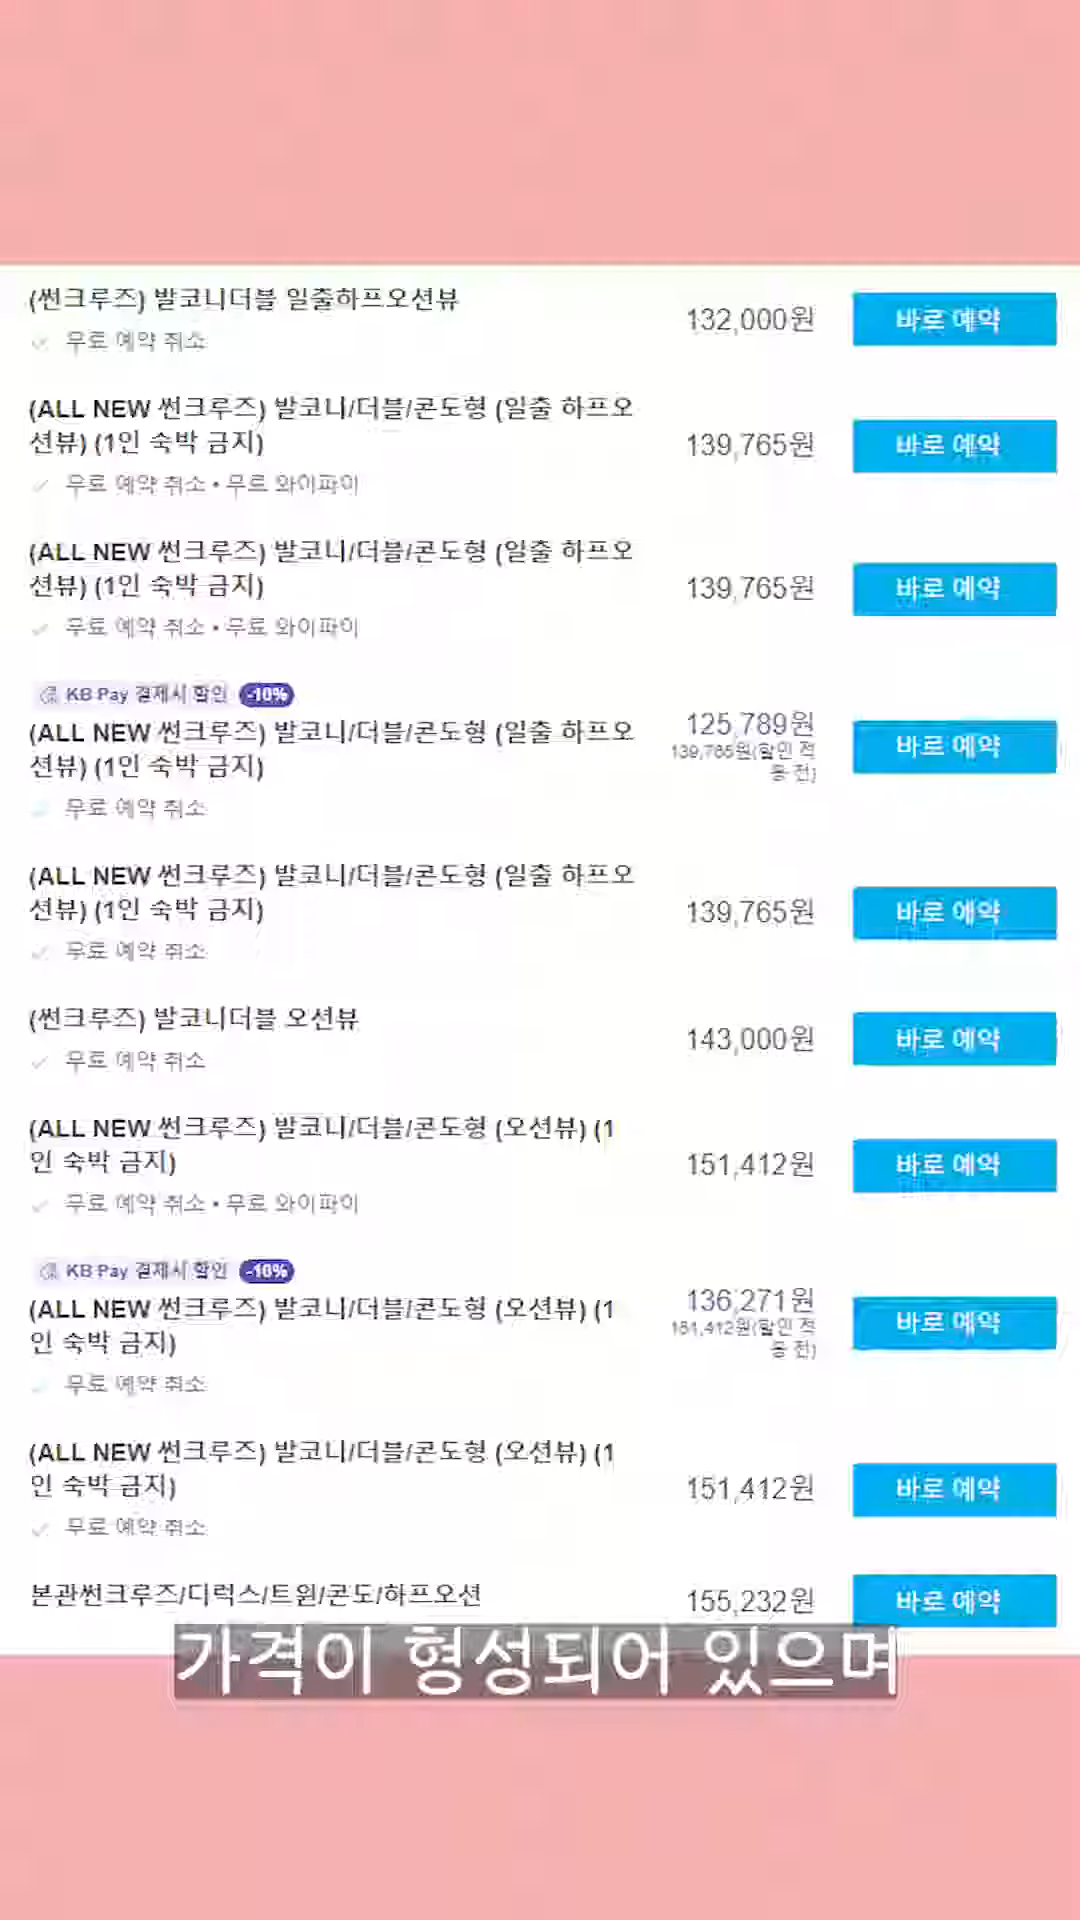 (썬크루즈) 발코니더블 일출하프오션뷰
무료 예약 취소
132,000원
바로 예약
(ALL NEW 썬크루즈) 발코니/더블/콘도형 (일출 하프오
션뷰) (1인 숙박 금지)
무료 예약 취소 • 무료 와이파이
139,765원
바로 예약
(ALL NEW 썬크루즈) 발코니/더블/콘도형 (일출 하프오
션뷰) (1인 숙박 금지)
무료 예약 취소 • 무료 와이파이
139,765원
바로 예약
KB Pay 결제시 할인 -10%
(ALL NEW 썬크루즈) 발코니/더블/콘도형 (일출 하프오
션뷰) (1인 숙박 금지)
무료 예약 취소
125,789원
139,765원(할인 적
용 전)
바로 예약
(ALL NEW 썬크루즈) 발코니/더블/콘도형 (일출 하프오
션뷰) (1인 숙박 금지)
무료 예약 취소
139,765원
바로 예약
(썬크루즈) 발코니더블 오션뷰
무료 예약 취소
143,000원
바로 예약
(ALL NEW 썬크루즈) 발코니/더블/콘도형 (오션뷰) (1
인 숙박 금지)
무료 예약 취소 • 무료 와이파이
151,412원
바로 예약
KB Pay 결제시 할인 -10%
(ALL NEW 썬크루즈) 발코니/더블/콘도형 (오션뷰) (1
인 숙박 금지)
무료 예약 취소
136,271원
151,412원(할인 적
용 전)
바로 예약
(ALL NEW 썬크루즈) 발코니/더블/콘도형 (오션뷰) (1
인 숙박 금지)
무료 예약 취소
151,412원
바로 예약
본관썬크루즈/디럭스/트윈/콘도/하프오션
155,232원
바로 예약
가격이 형성되어 있으며